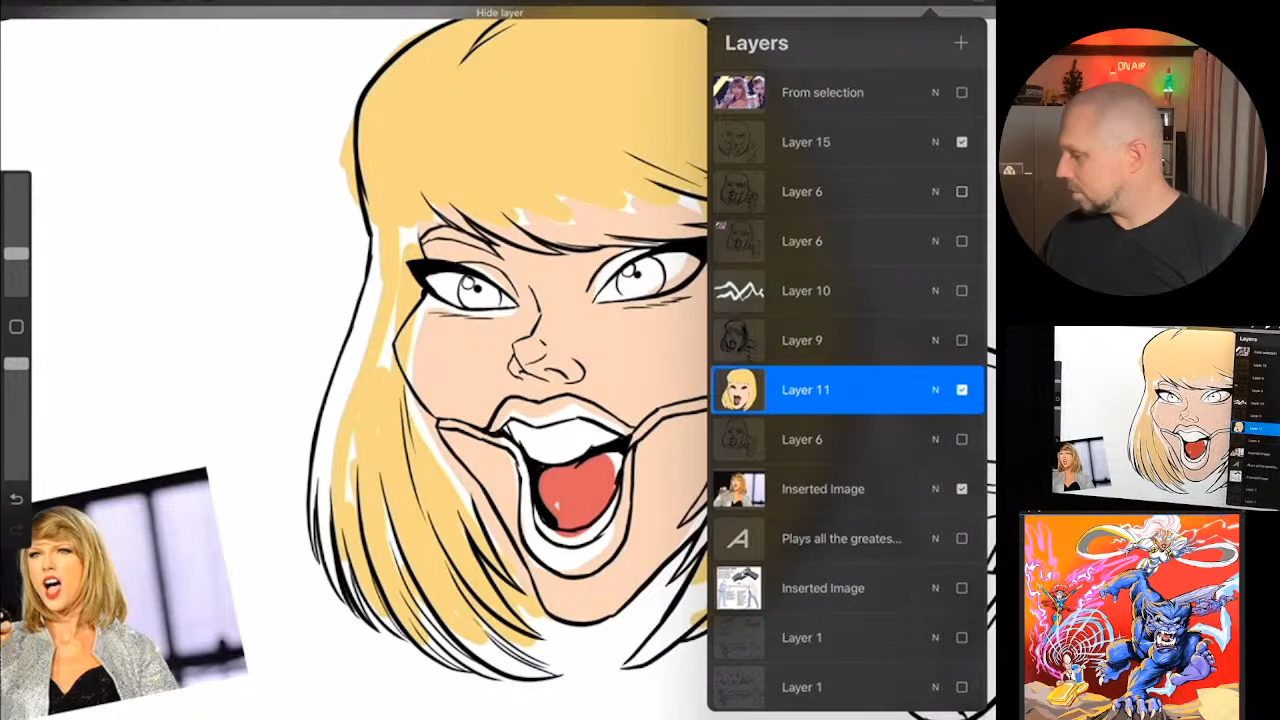 Hide layer
Layers
From selection N
Layer 15 N
Layer 6 N
Layer 6 N
Layer 10 N
Layer 9 N
Layer 11 N
Layer 6 N
Inserted Image N
A Plays all the greates... N
Inserted Image N
Layer 1 N
Layer 1 N
ON AIR
Layers